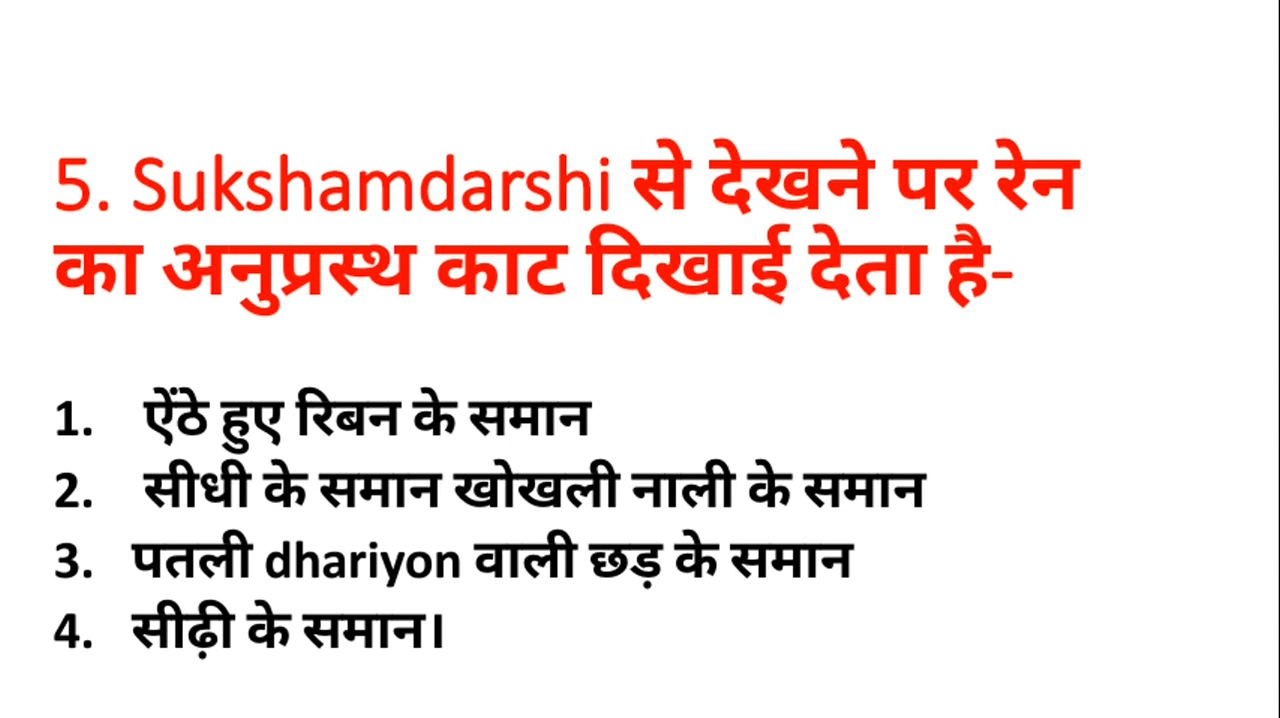 5. Sukshamdarshi से देखने पर रेन
का अनुप्रस्थ काट दिखाई देता है-
1. ऐंठे हुए रिबन के समान
2. सीधी के समान खोखली नाली के समान
3. पतली dhariyon वाली छड़ के समान
4. सीढ़ी के समान।